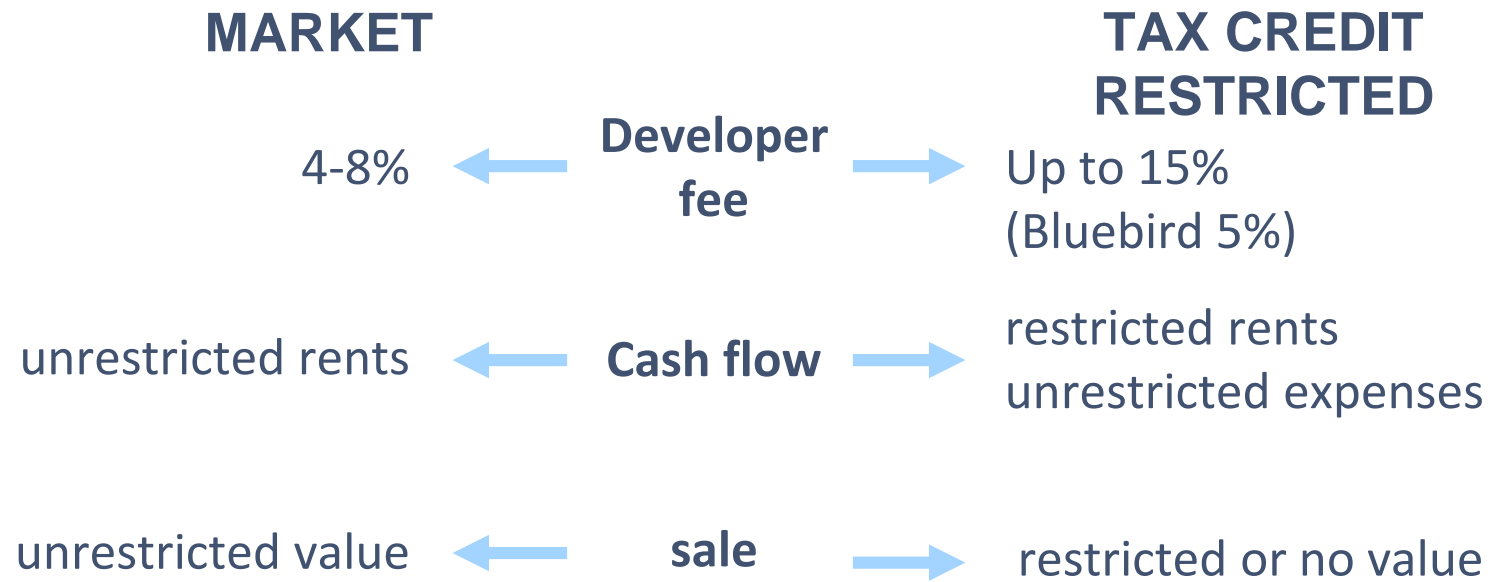 MARKET
TAX CREDIT
RESTRICTED
4-8%
Developer
fee
Up to 15%
(Bluebird 5%)
unrestricted rents
Cash flow
restricted rents
unrestricted expenses
unrestricted value
sale
restricted or no value